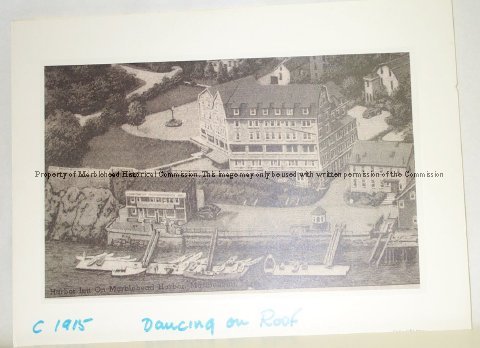 Property of Marblehead Historical Commission. This image may only be used with written permission of the Commission
Harbor Inn On Marblehead Harbor,
C 1915 Dancing on Roof